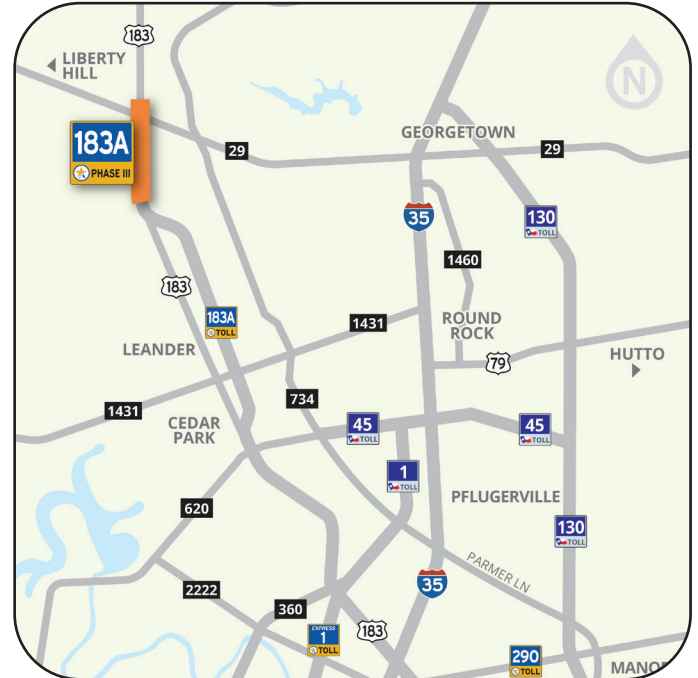 183
LIBERTY
HILL
N
183A
PHASE III
GEORGETOWN
29
29
35
130
TOLL
1460
183
183A
TOLL
1431
ROUND
ROCK
LEANDER
79
HUTTO
734
1431
CEDAR
PARK
45
TOLL
45
TOLL
1
TOLL
PFLUGERVILLE
620
130
TOLL
PARMER LN
35
2222
360
183
EXPRESS
1
TOLL
290
TOLL
MANOR